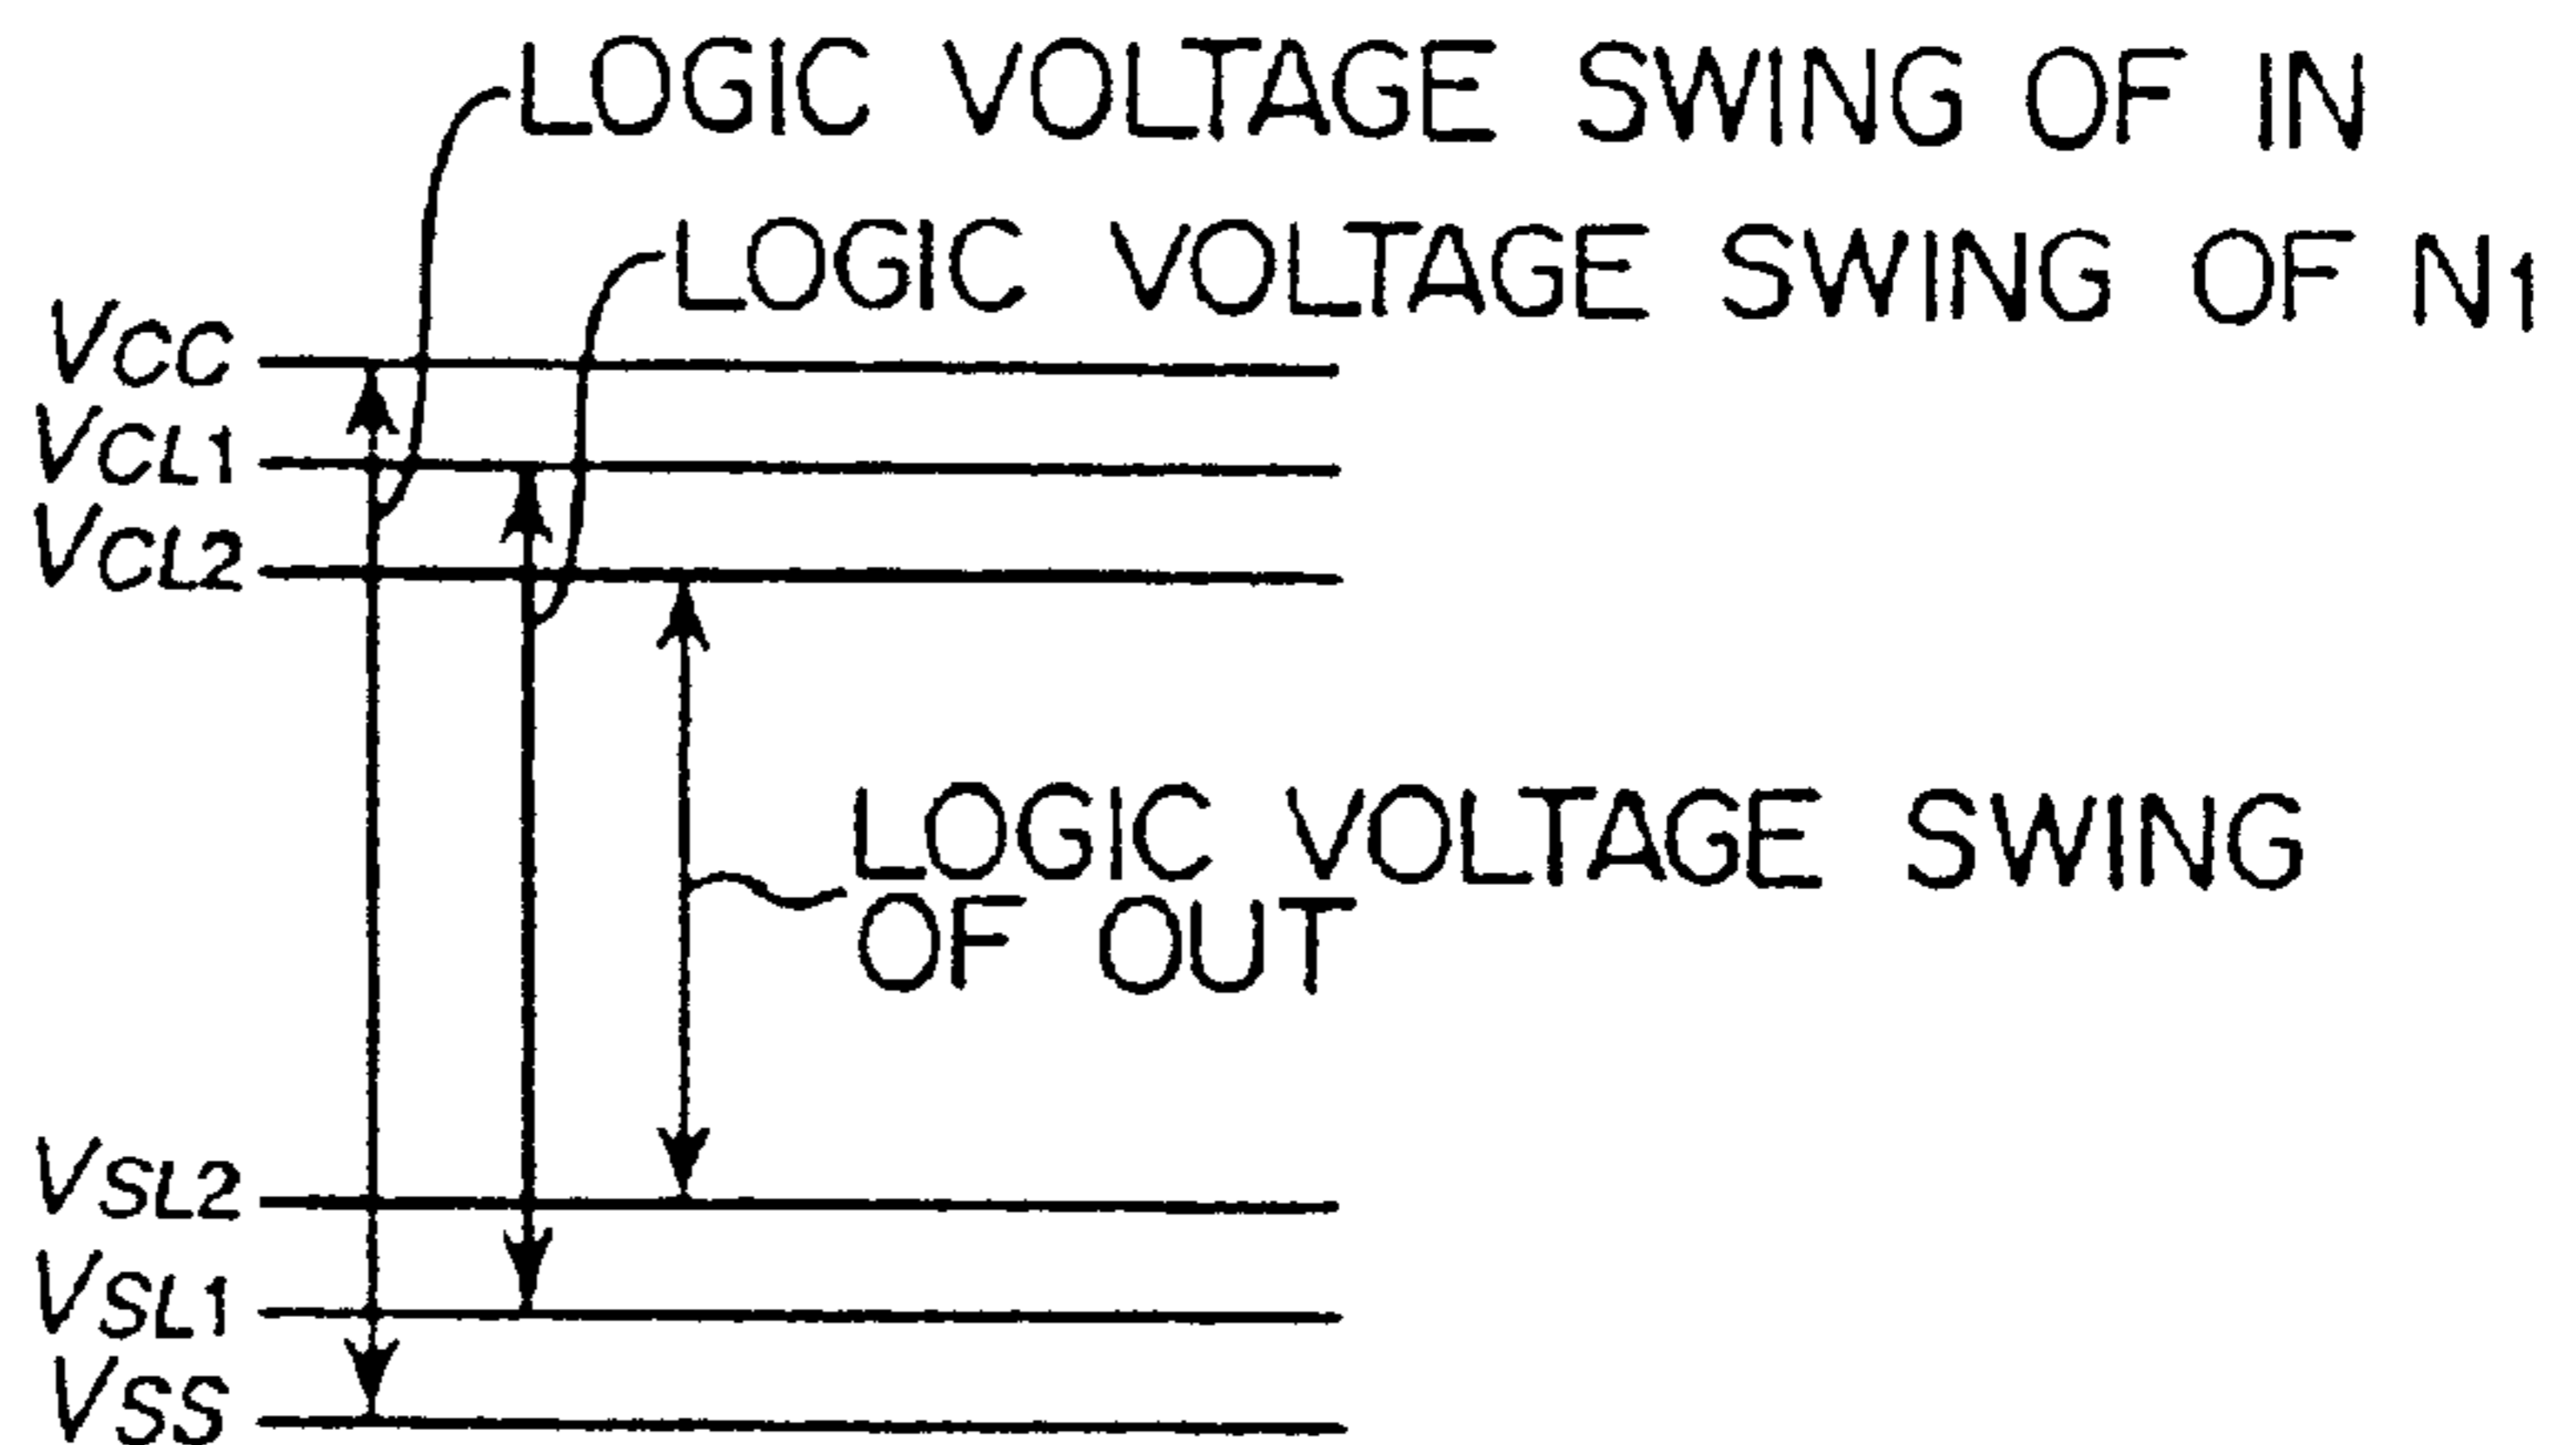 LOGIC VOLTAGE SWING OF IN
LOGIC VOLTAGE SWING OF N1
VCC
VCL1
VCL2
LOGIC VOLTAGE SWING
OF OUT
VSL2
VSL1
VSS